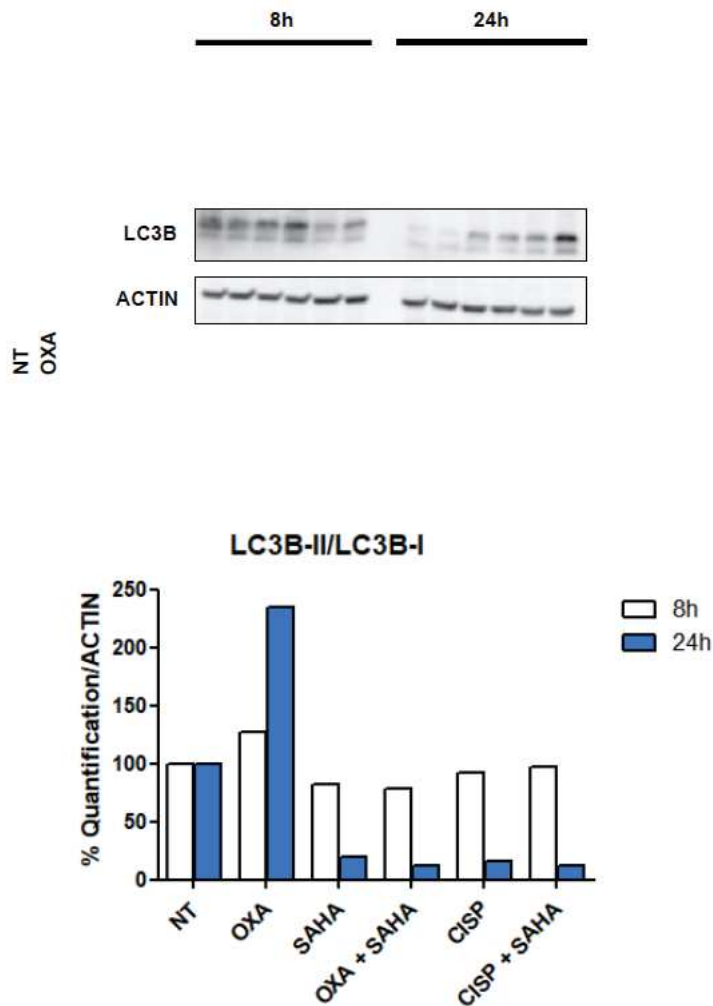 8h 24h
LC3B
ACTIN
NT
OXA
LC3B-II/LC3B-I
% Quantification/ACTIN
250
200
150
100
50
0
8h
24h
NT
OXA
SAHA
OXA + SAHA
CISP
CISP + SAHA